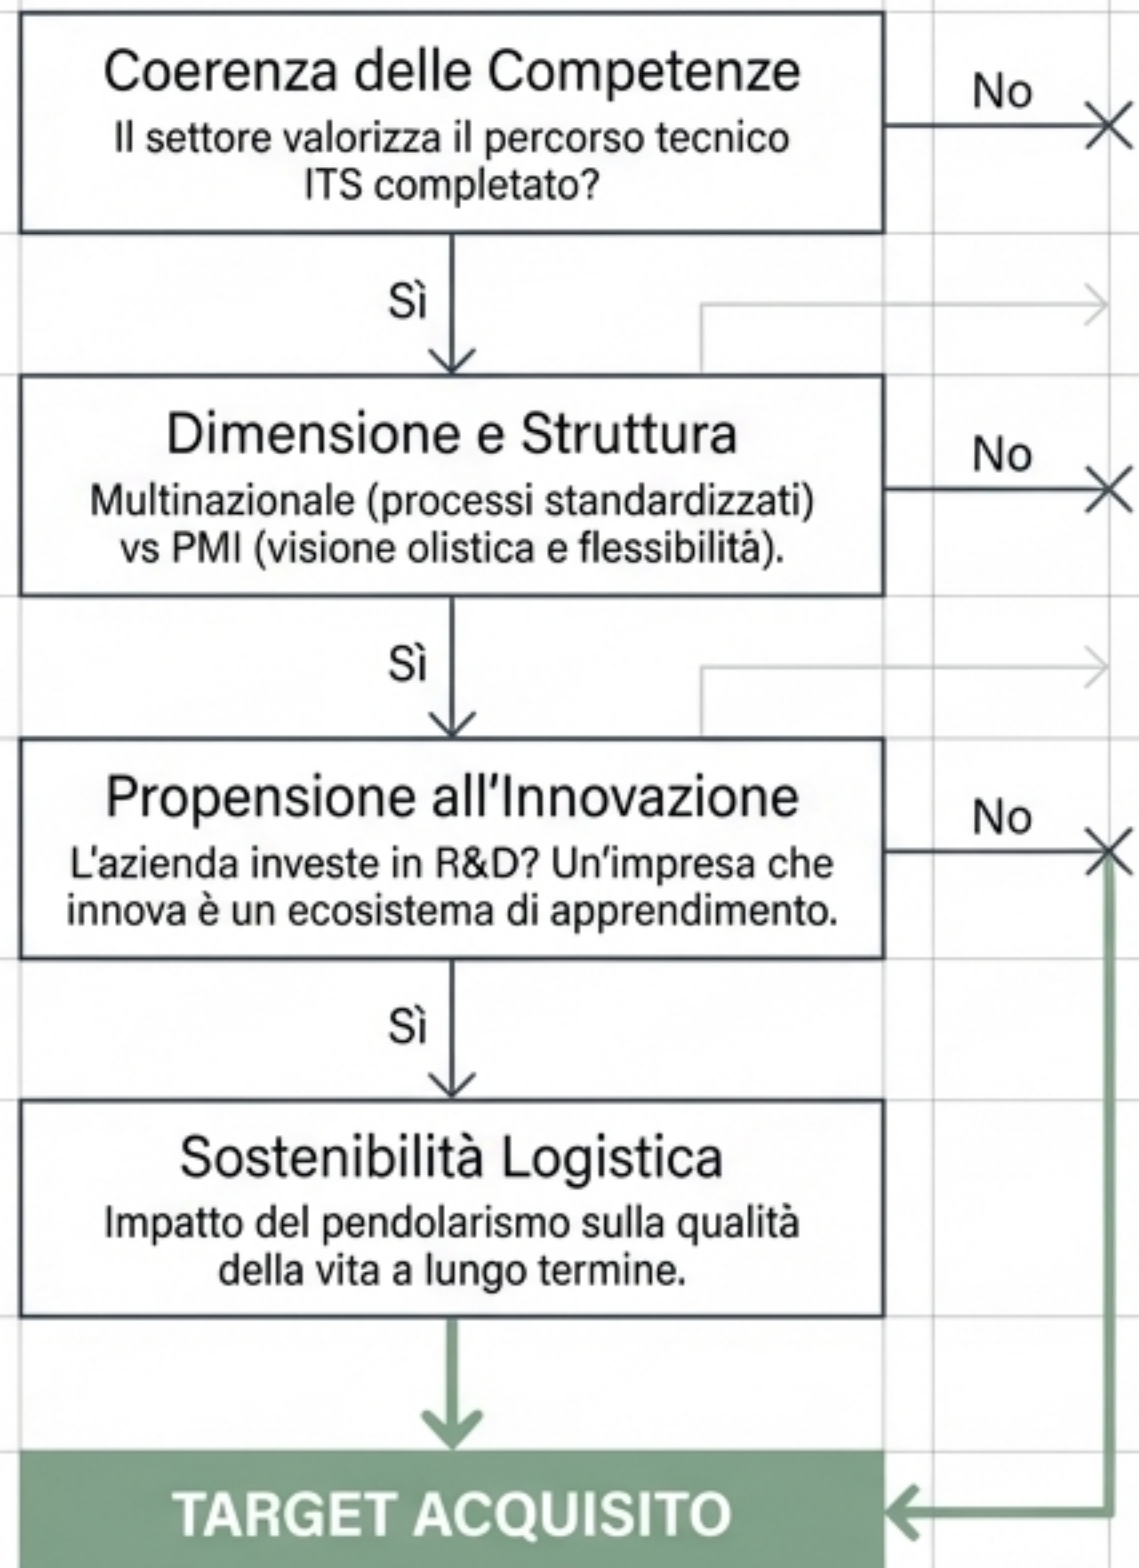 Coerenza delle Competenze
No
Il settore valorizza il percorso tecnico
ITS completato?
Sì
Dimensione e Struttura
No
Multinazionale (processi standardizzati)
vs PMI (visione olistica e flessibilitá).
Sì
Propensione all'Innovazione
No
L'azienda investe in R&D? Un'impresa che
innova è un ecosistema di apprendimento.
Sì
Sostenibilità Logistica
Impatto del pendolarismo sulla qualità
della vita a lungo termine.
TARGET ACQUISITO